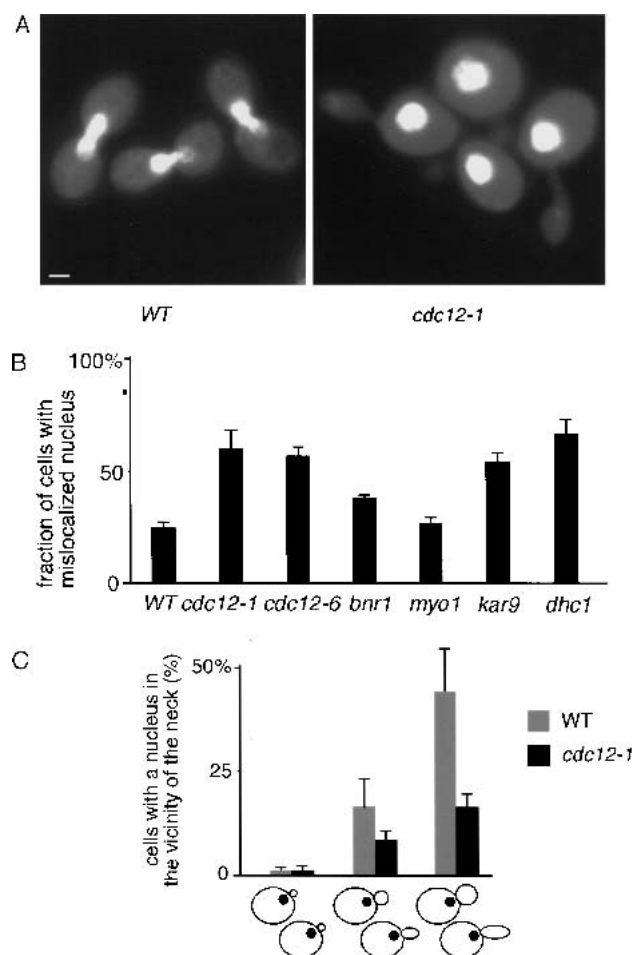 A
WT cdc12-1
B
fraction of cells with
mislocalized nucleus
100%
50
0
WT cdc12-1 cdc12-6 bnr1 myo1 kar9 dhc1
C
cells with a nucleus in
the vicinity of the neck (%)
50%
25
0
WT
cdc12-1